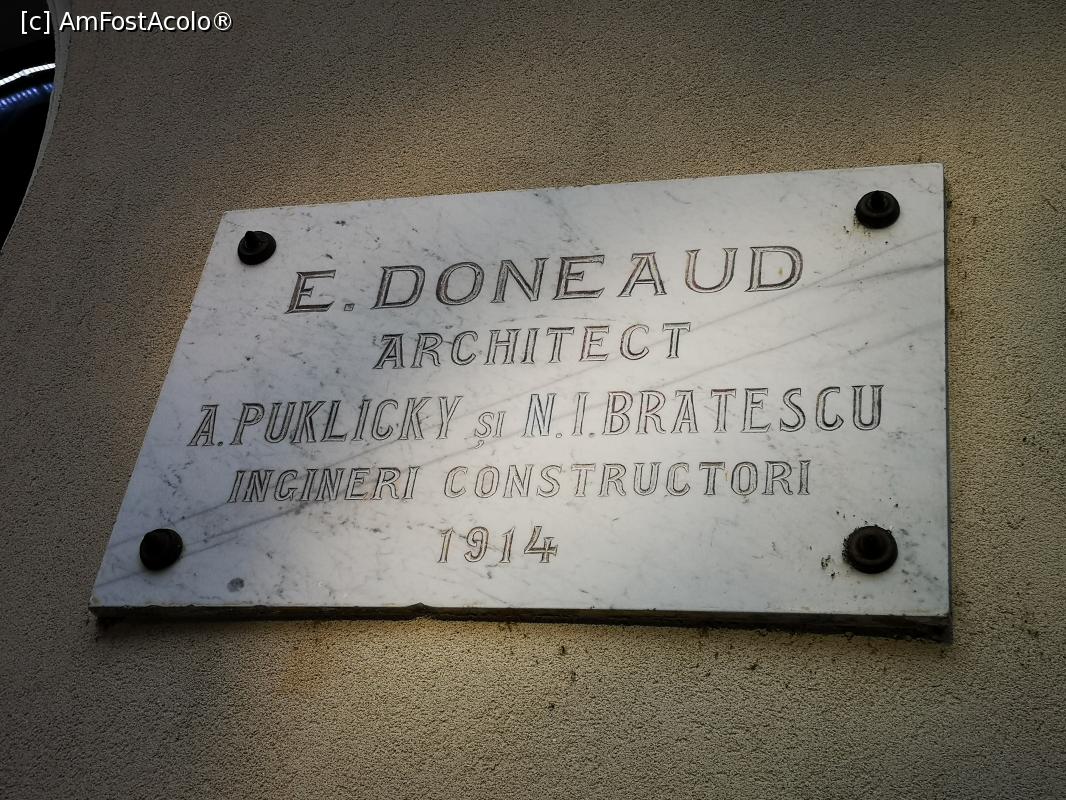 [c] AmFostAcolo®
E. DONEAUD
ARCHITECT
A. PUKLICKY ȘI N. I. BRATESCU
INGINERI CONSTRUCTORI
1914